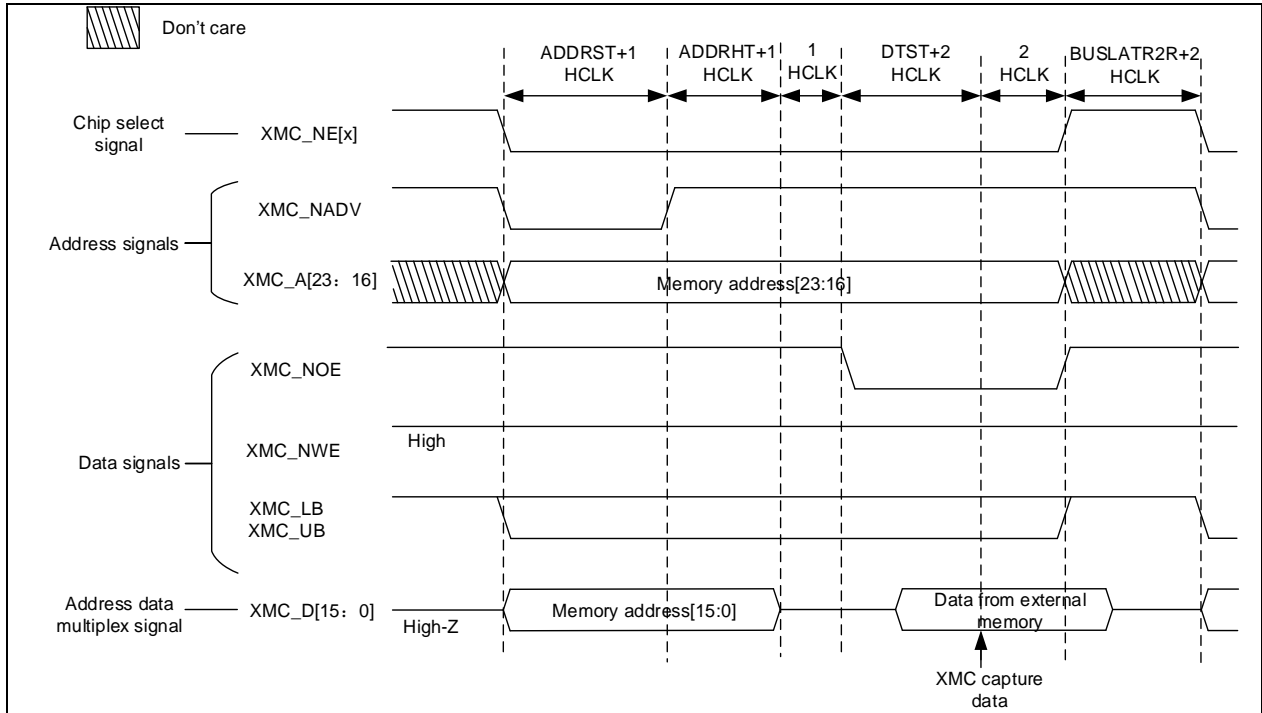 Don't care
ADDRST+1
HCLK
ADDRHT+1
HCLK
1
HCLK
DTST+2
HCLK
2
HCLK
BUSLATR2R+2
HCLK
Chip select
signal
XMC_NE[x]
Address signals
XMC_NADV
XMC_A[23：16]
Memory address[23:16]
Data signals
XMC_NOE
XMC_NWE
High
XMC_LB
XMC_UB
Address data
multiplex signal
XMC_D[15：0]
High-Z
Memory address[15:0]
Data from external
memory
XMC capture
data